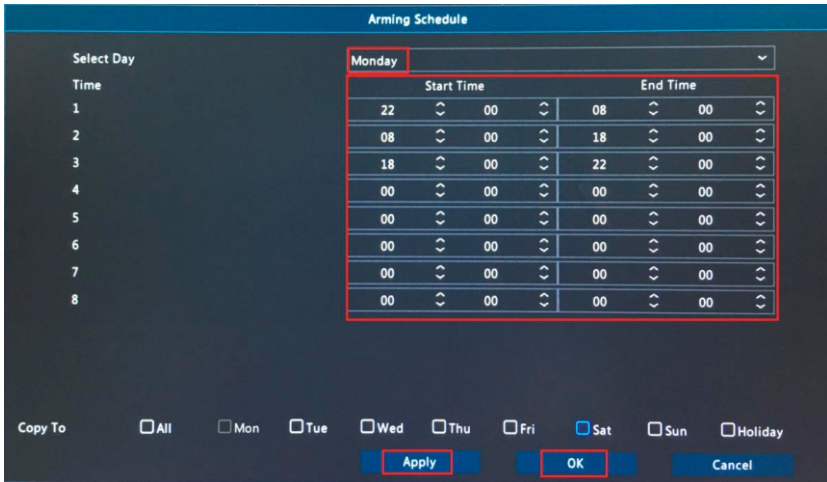 Arming Schedule
Select Day Monday
Time Start Time End Time
1 22 00 08 00
2 08 00 18 00
3 18 00 22 00
4 00 00 00 00
5 00 00 00 00
6 00 00 00 00
7 00 00 00 00
8 00 00 00 00
Copy To All Mon Tue Wed Thu Fri Sat Sun Holiday
Apply OK Cancel